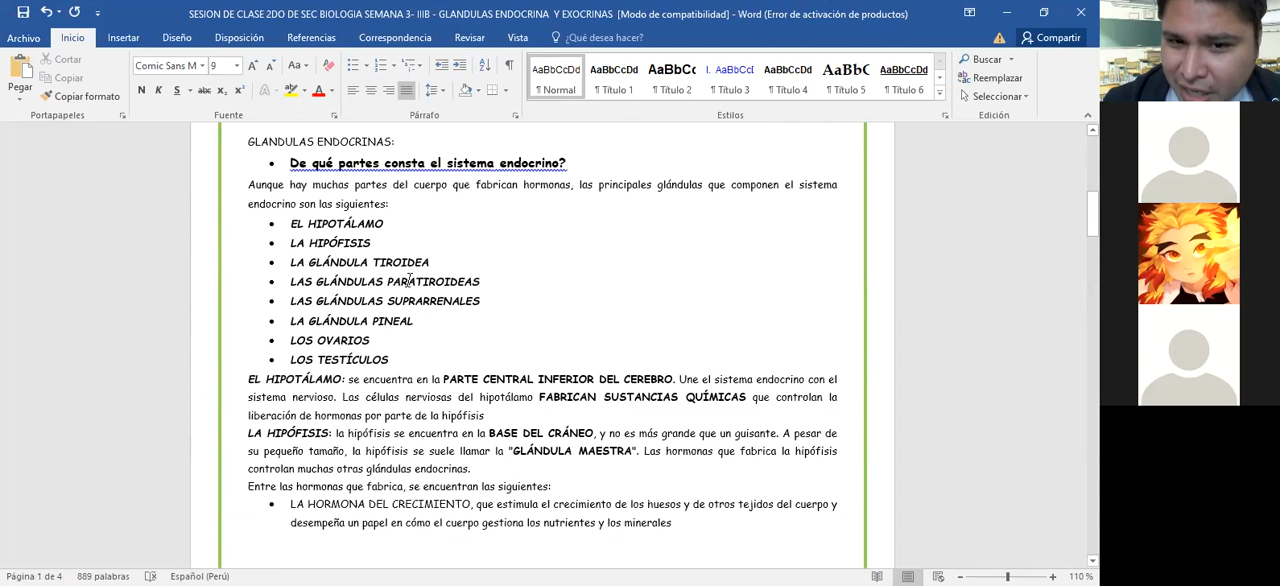 SESION DE CLASE 2DO DE SEC BIOLOGIA SEMANA 3- IIIB - GLANDULAS ENDOCRINA Y EXOCRINAS [Modo de compatibilidad] - Word (Error de activación de productos)
Archivo Inicio Insertar Diseño Disposición Referencias Correspondencia Revisar Vista ¿Qué desea hacer? Compartir
Pegar Cortar Copiar Copiar formato
Comic Sans M 9 Aa
N K S abc x₂ x² A ab A
AaBbCcDd AaBbCcDd AaBbCc I. AaBbCcI AaBbCcDd AaBbC AaBbCcDd
¶ Normal ¶ Título 1 ¶ Título 2 ¶ Título 3 ¶ Título 4 ¶ Título 5 ¶ Título 6
Buscar
Reemplazar
Seleccionar
Portapapeles Fuente Párrafo Estilos Edición
GLANDULAS ENDOCRINAS:
• De qué partes consta el sistema endocrino?
Aunque hay muchas partes del cuerpo que fabrican hormonas, las principales glándulas que componen el sistema
endocrino son las siguientes:
• EL HIPOTÁLAMO
• LA HIPÓFISIS
• LA GLÁNDULA TIROIDEA
• LAS GLÁNDULAS PARATIROIDEAS
• LAS GLÁNDULAS SUPRARRENALES
• LA GLÁNDULA PINEAL
• LOS OVARIOS
• LOS TESTÍCULOS
EL HIPOTÁLAMO: se encuentra en la PARTE CENTRAL INFERIOR DEL CEREBRO. Une el sistema endocrino con el
sistema nervioso. Las células nerviosas del hipotálamo FABRICAN SUSTANCIAS QUÍMICAS que controlan la
liberación de hormonas por parte de la hipófisis
LA HIPÓFISIS: la hipófisis se encuentra en la BASE DEL CRÁNEO, y no es más grande que un guisante. A pesar de
su pequeño tamaño, la hipófisis se suele llamar la "GLÁNDULA MAESTRA". Las hormonas que fabrica la hipófisis
controlan muchas otras glándulas endocrinas.
Entre las hormonas que fabrica, se encuentran las siguientes:
• LA HORMONA DEL CRECIMIENTO, que estimula el crecimiento de los huesos y de otros tejidos del cuerpo y
desempeña un papel en cómo el cuerpo gestiona los nutrientes y los minerales
Página 1 de 4 889 palabras Español (Perú) 110 %